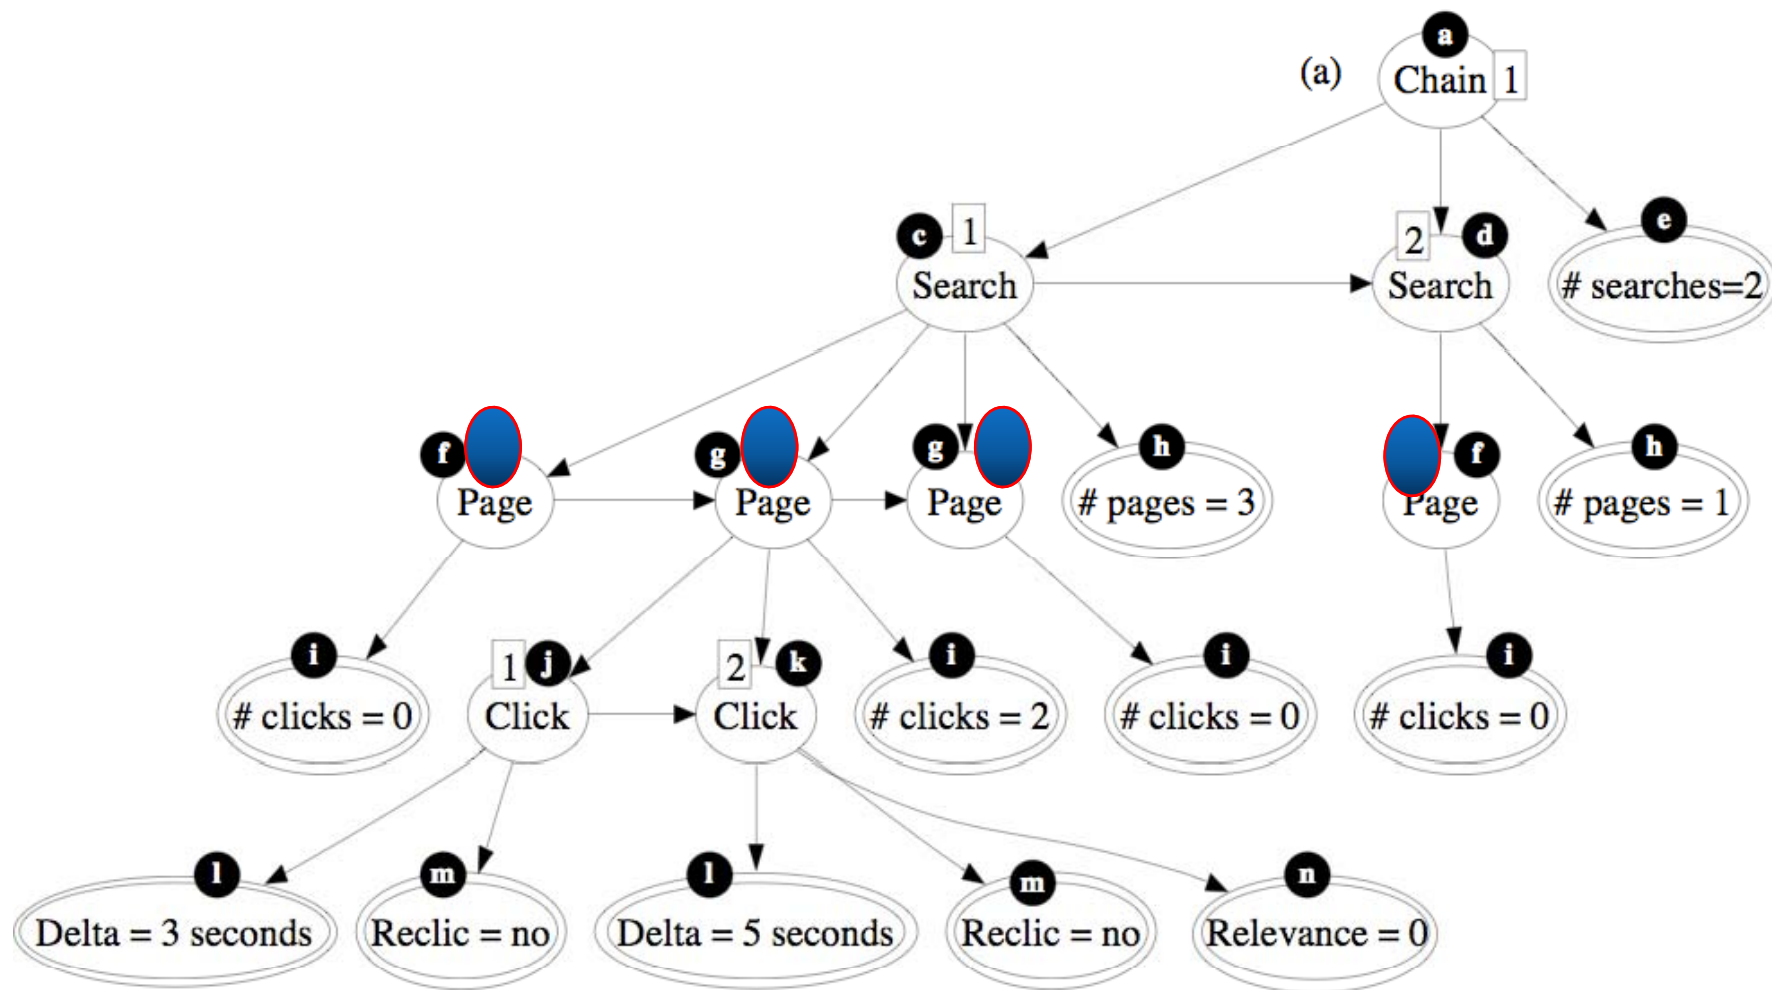 a
(a)
Chain 1
c 1
2 d
e
Search
Search
# searches=2
f
g
g
h
f
h
Page
Page
Page
# pages = 3
Page
# pages = 1
i
1 j
2 k
i
i
i
# clicks = 0
Click
Click
# clicks = 2
# clicks = 0
# clicks = 0
l
m
l
m
n
Delta = 3 seconds
Reclic = no
Delta = 5 seconds
Reclic = no
Relevance = 0